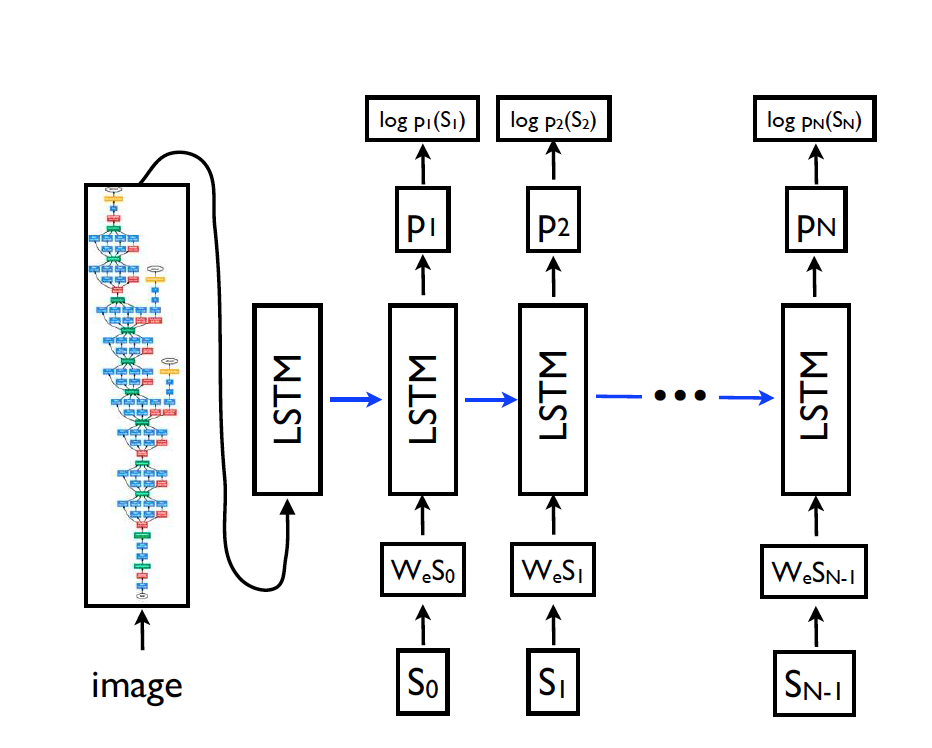 log p1(S1)
log p2(S2)
log pN(SN)
p1
p2
pN
LSTM
LSTM
LSTM
LSTM
•••
WeS0
WeS1
WeSN-1
image
S0
S1
SN-1